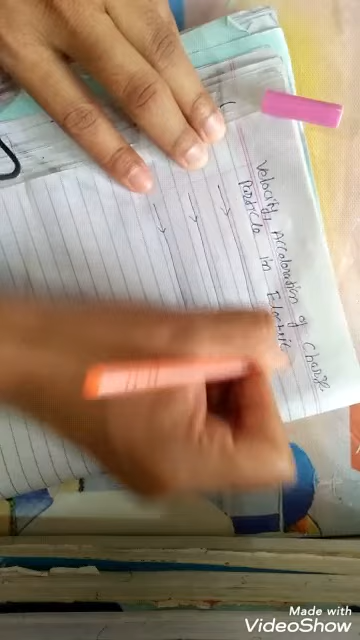 Velocity, Acceleration of Charge
Particle in Electric
Made with
VideoShow